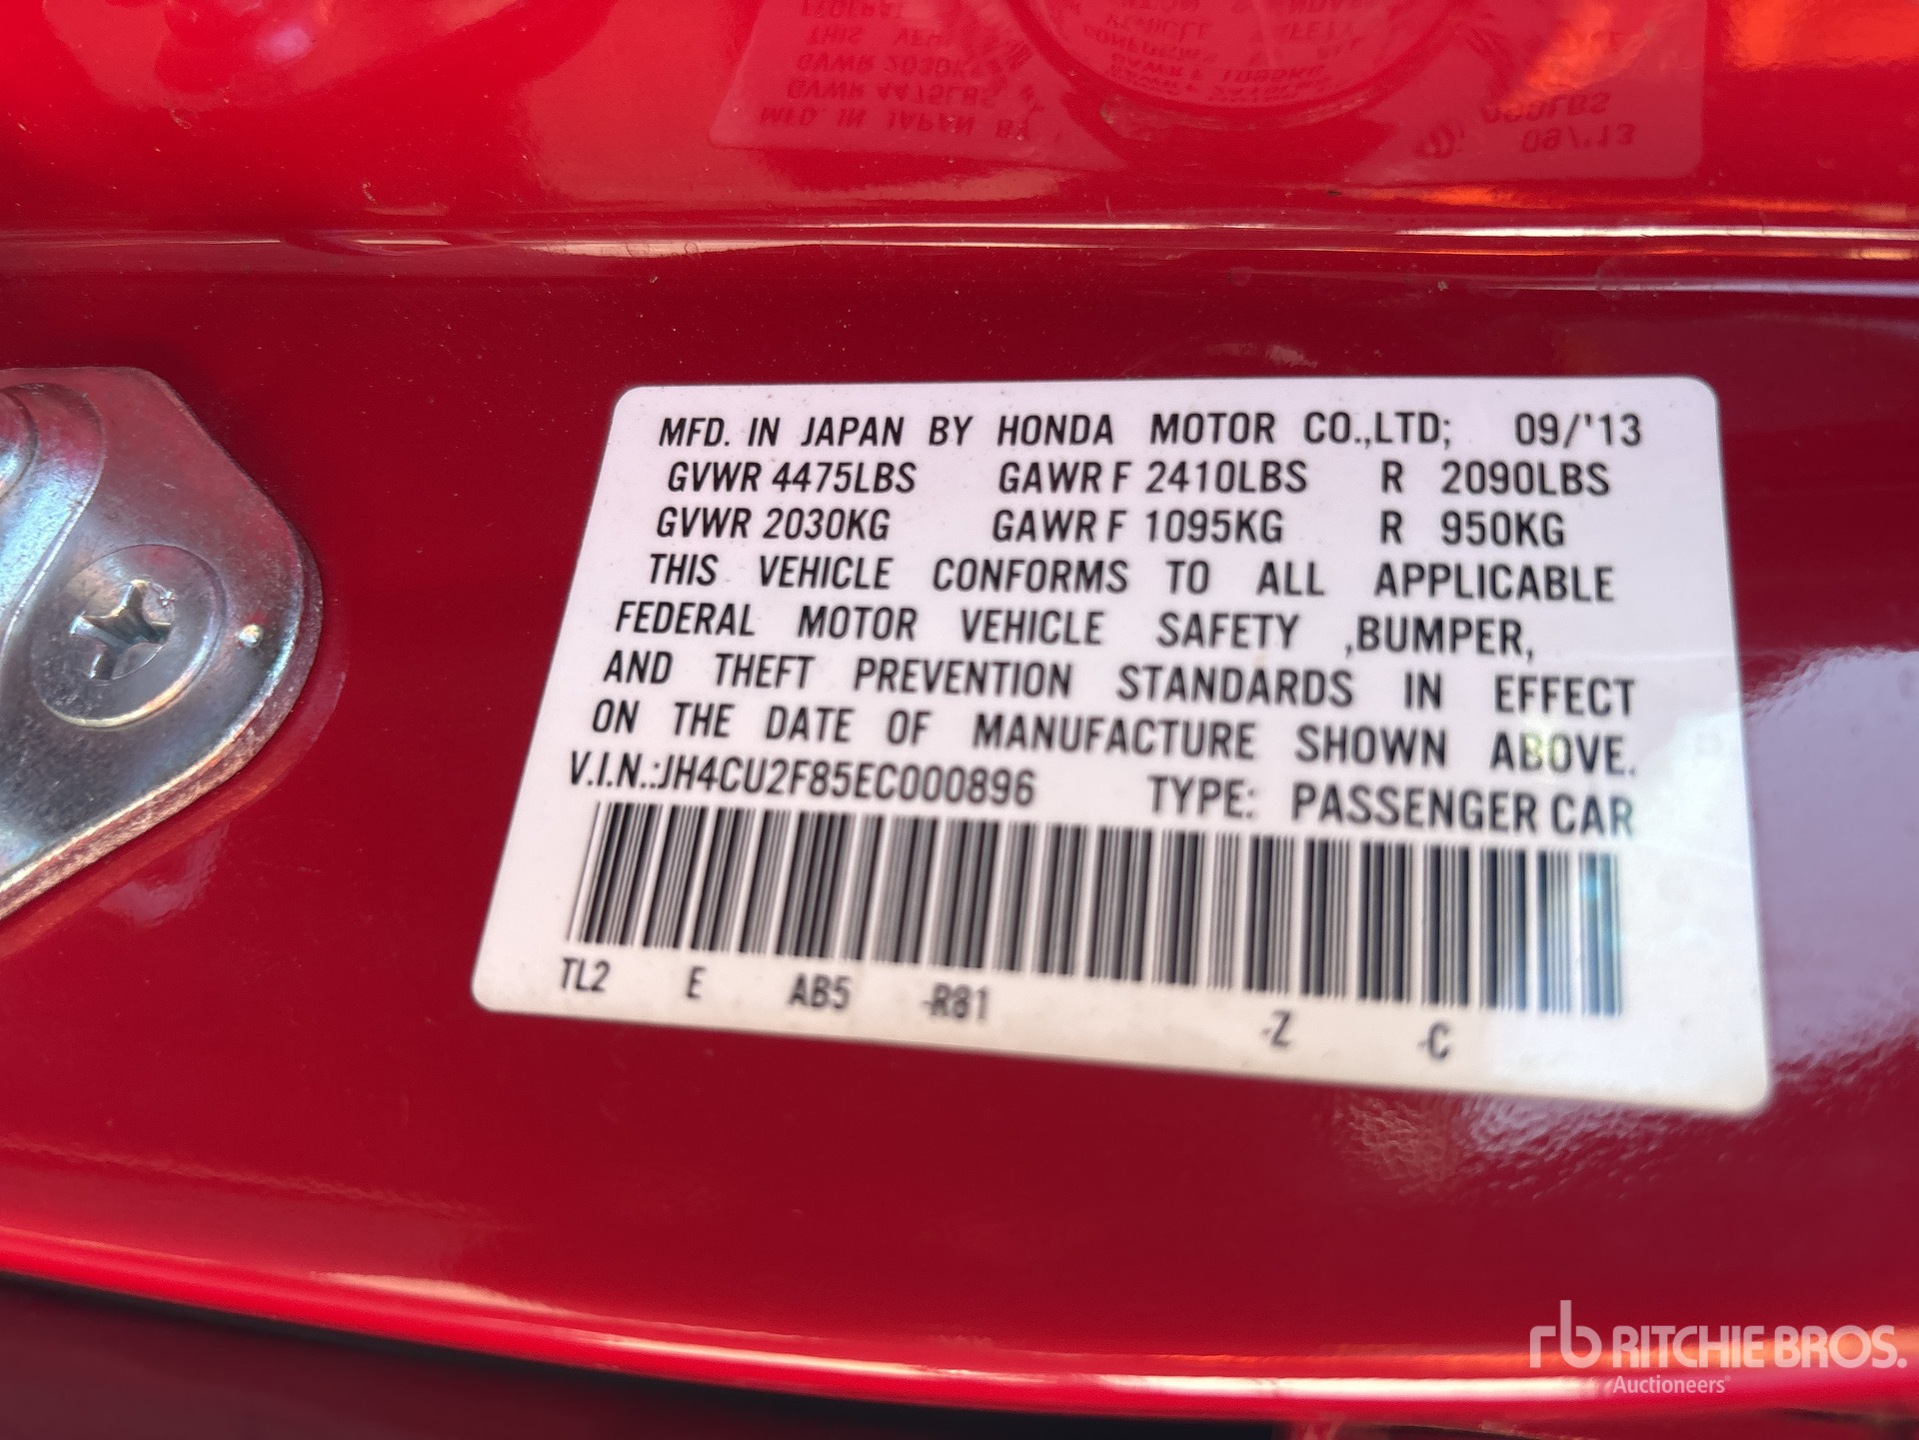 MFD. IN JAPAN BY HONDA MOTOR CO.,LTD; 09/'13
GVWR 4475LBS GAWR F 2410LBS R 2090LBS
GVWR 2030KG GAWR F 1095KG R 950KG
THIS VEHICLE CONFORMS TO ALL APPLICABLE
FEDERAL MOTOR VEHICLE SAFETY ,BUMPER,
AND THEFT PREVENTION STANDARDS IN EFFECT
ON THE DATE OF MANUFACTURE SHOWN ABOVE.
V.I.N.:JH4CU2F85EC000896 TYPE: PASSENGER CAR
TL2 E AB5 -R81 -Z -C
rb RITCHIE BROS.
Auctioneers